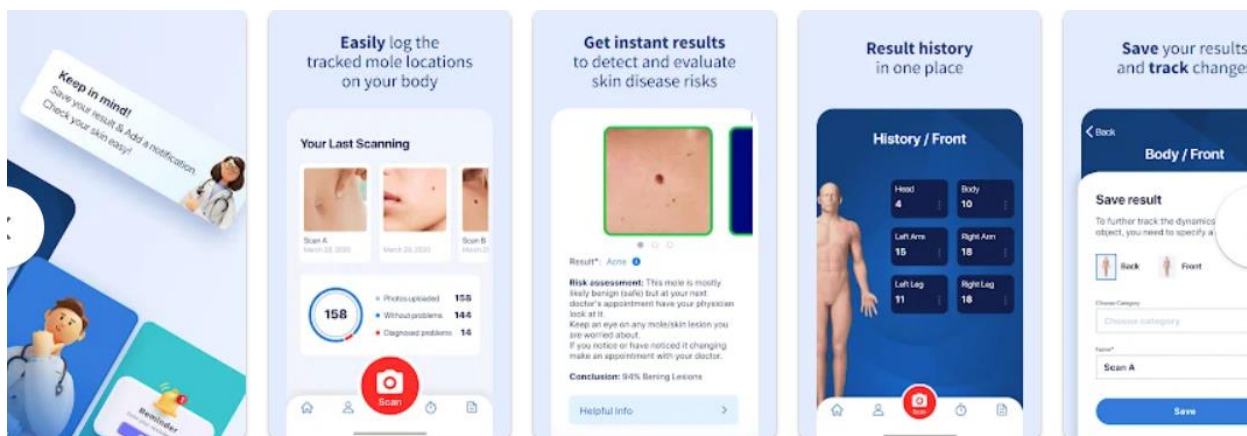 Keep in mind!
Save your result & Add a notification.
Check your skin easy!
Reminder
Easily log the
tracked mole locations
on your body
Your Last Scanning
Scan A
March 28, 2020
March 28, 2020
Scan B
158
Photos uploaded 158
Without problems 144
Diagnosed problems 14
Scan
Get instant results
to detect and evaluate
skin disease risks
Result*: Acne
Risk assessment: This mole is mostly
likely benign (safe) but at your next
doctor's appointment have your physician
look at it.
Keep an eye on any mole/skin lesion you
are worried about.
If you notice or have noticed it changing
make an appointment with your doctor.
Conclusion: 94% Bening Lesions
Helpful Info
Result history
in one place
History / Front
Head
4
Body
10
Left Arm
15
Right Arm
18
Left Leg
11
Right Leg
18
Scan
Save your results
and track changes
Back
Body / Front
Save result
To further track the dynamics
object, you need to specify a
Back
Front
Choose Category
Choose category
Name*
Scan A
Save